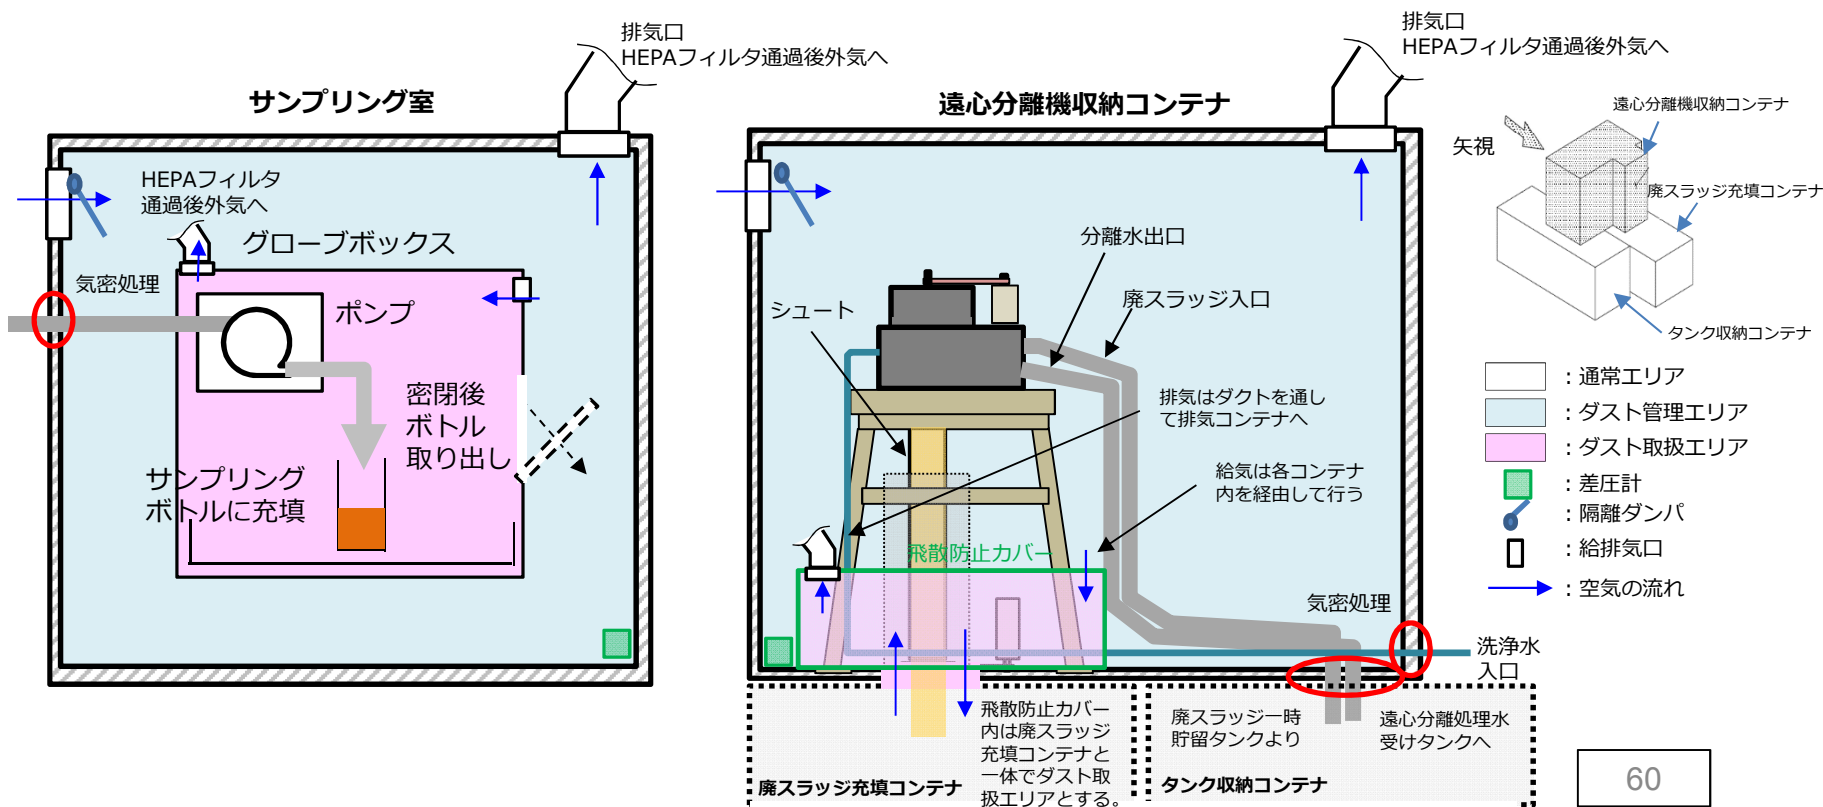 排気口
HEPAフィルタ通過後外気へ
サンプリング室
HEPAフィルタ
通過後外気へ
グローブボックス
気密処理
ポンプ
密閉後
ボトル
取り出し
サンプリング
ボトルに充填
排気口
HEPAフィルタ通過後外気へ
遠心分離機収納コンテナ
分離水出口
シュート
廃スラッジ入口
排気はダクトを通し
て排気コンテナへ
給気は各コンテナ
内を経由して行う
飛散防止カバー
気密処理
洗浄水
入口
飛散防止カバー
内は廃スラッジ
充填コンテナと
一体でダスト取
扱エリアとする。
廃スラッジ充填コンテナ
廃スラッジ一時
貯留タンクより
遠心分離処理水
受けタンクへ
タンク収納コンテナ
矢視
遠心分離機収納コンテナ
廃スラッジ充填コンテナ
タンク収納コンテナ
：通常エリア
：ダスト管理エリア
：ダスト取扱エリア
：差圧計
：隔離ダンパ
：給排気口
：空気の流れ
60